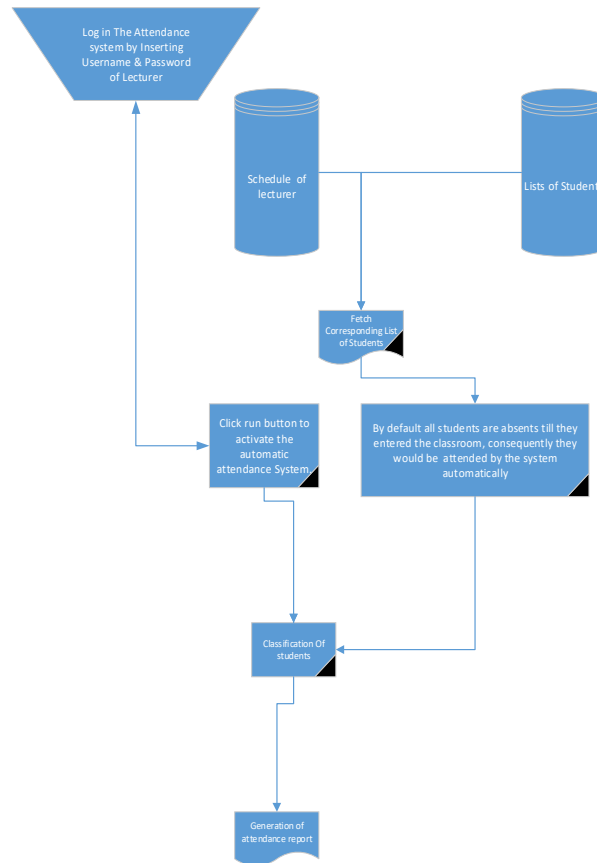 Log in The Attendance
system by Inserting
Username & Password
of Lecturer
Schedule of
lecturer
Lists of Student
Fetch
Corresponding List
of Students
Click run button to
activate the
automatic
attendance System.
By default all students are absents till they
entered the classroom, consequently they
would be attended by the system
automatically
Classification Of
students
Generation of
attendance report